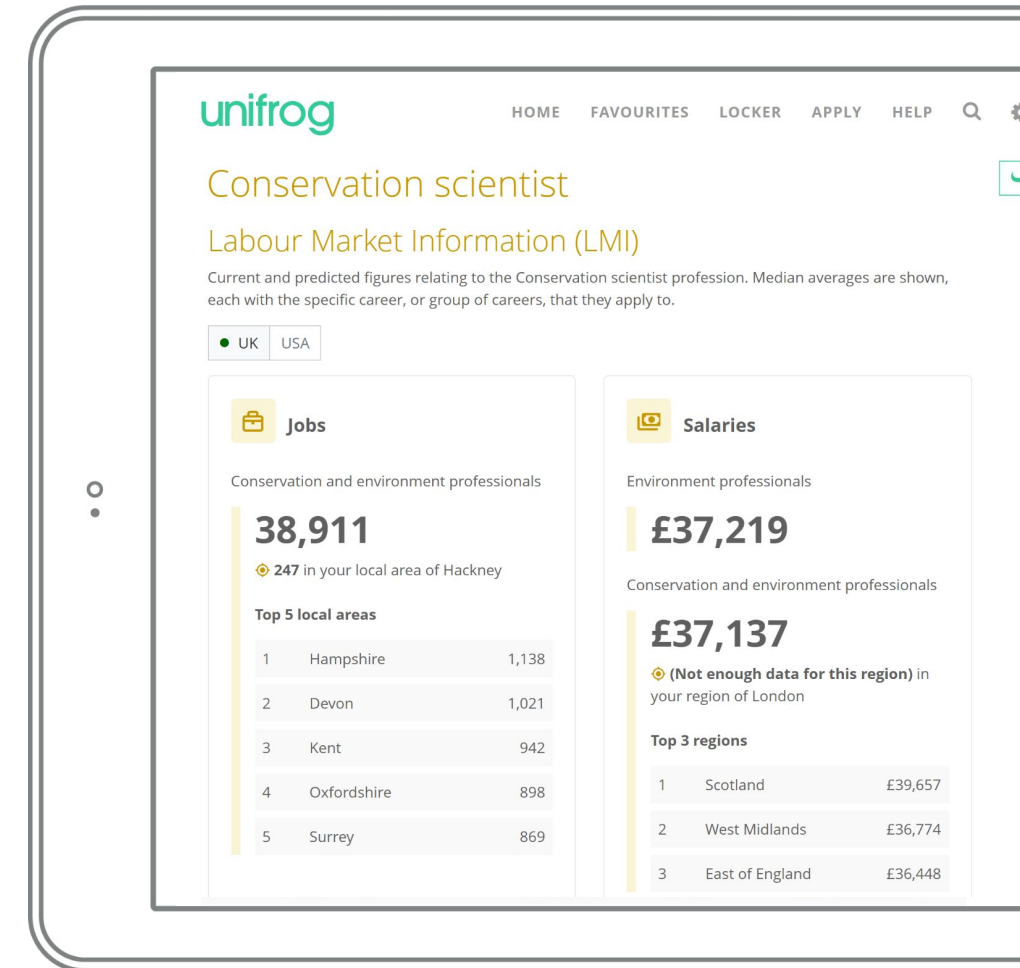 unifrog
HOME FAVOURITES LOCKER APPLY HELP
Conservation scientist
Labour Market Information (LMI)
Current and predicted figures relating to the Conservation scientist profession. Median averages are shown,
each with the specific career, or group of careers, that they apply to.
UK USA
Jobs
Conservation and environment professionals
38,911
247 in your local area of Hackney
Top 5 local areas
1 Hampshire 1,138
2 Devon 1,021
3 Kent 942
4 Oxfordshire 898
5 Surrey 869
Salaries
Environment professionals
£37,219
Conservation and environment professionals
£37,137
(Not enough data for this region) in
your region of London
Top 3 regions
1 Scotland £39,657
2 West Midlands £36,774
3 East of England £36,448